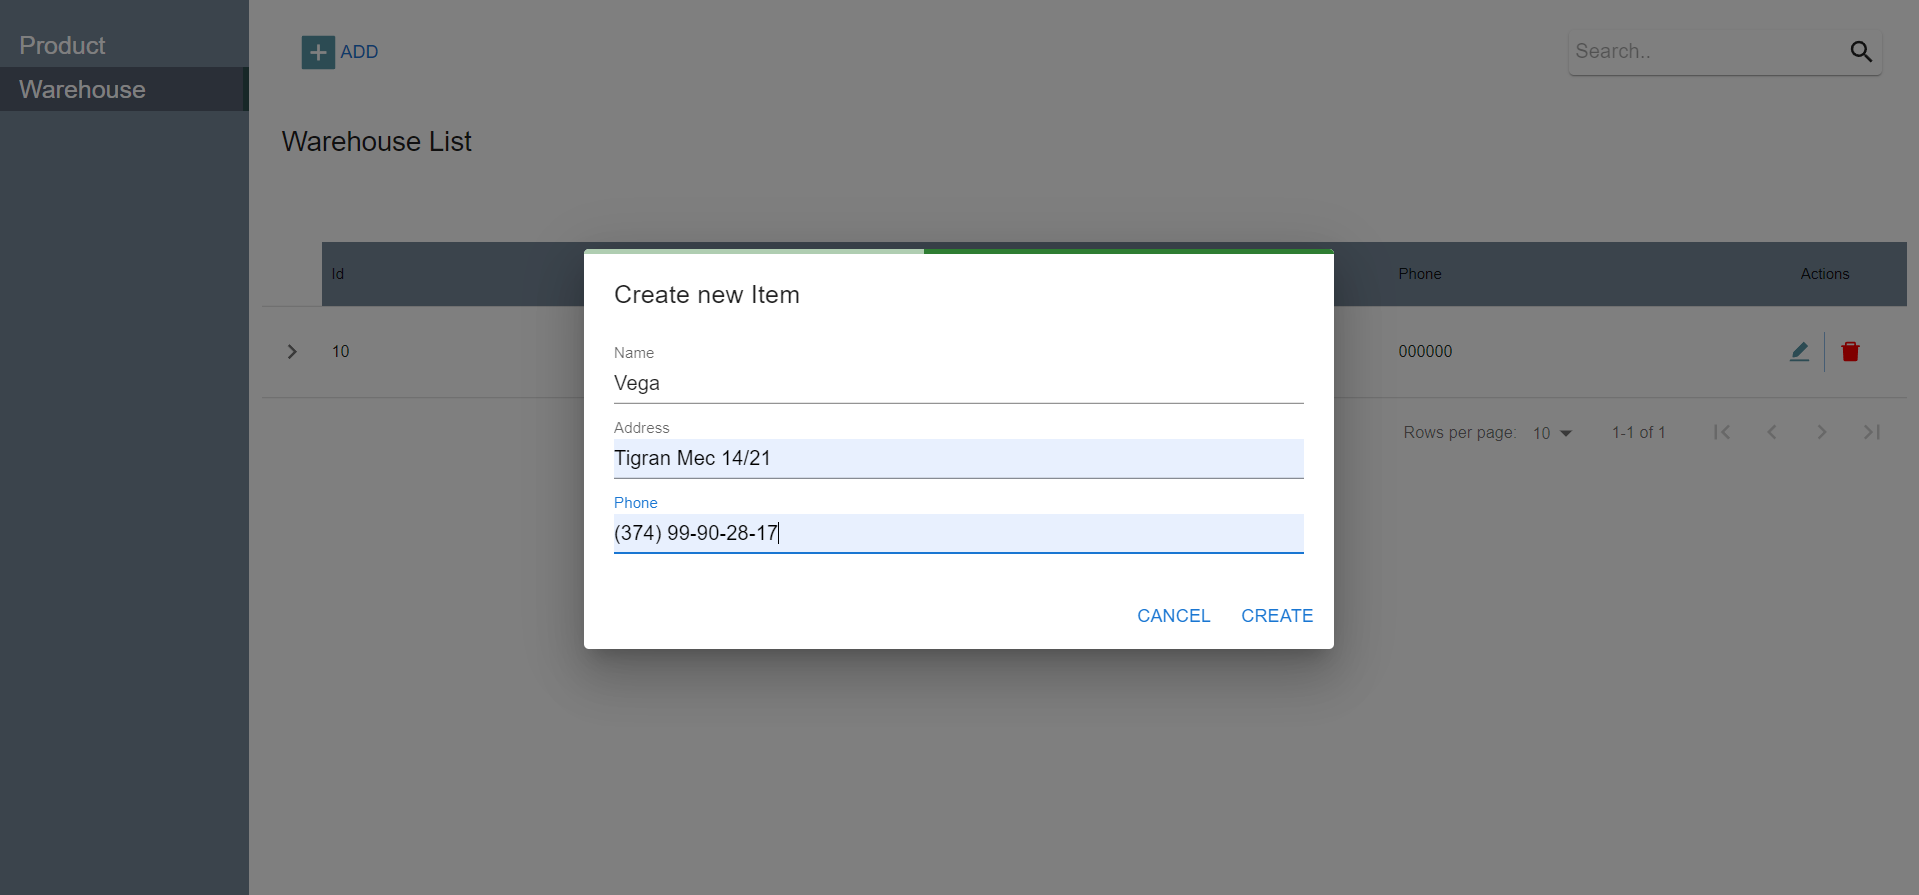 Product
Warehouse
ADD
Search..
Warehouse List
Id
Phone
Actions
10
000000
Rows per page: 10
1-1 of 1
Create new Item
Name
Vega
Address
Tigran Mec 14/21
Phone
(374) 99-90-28-17
CANCEL
CREATE